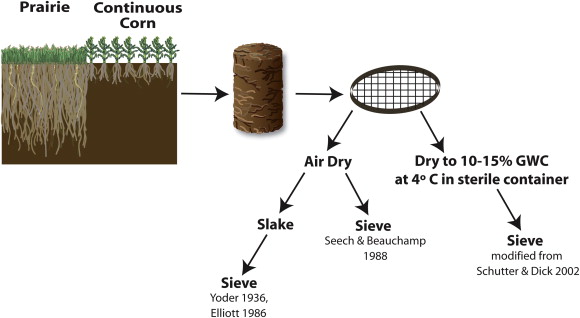 Prairie
Continuous
Corn
Air Dry
Dry to 10-15% GWC
at 4º C in sterile container
Slake
Sieve
Seech & Beauchamp
1988
Sieve
modified from
Schutter & Dick 2002
Sieve
Yoder 1936,
Elliott 1986